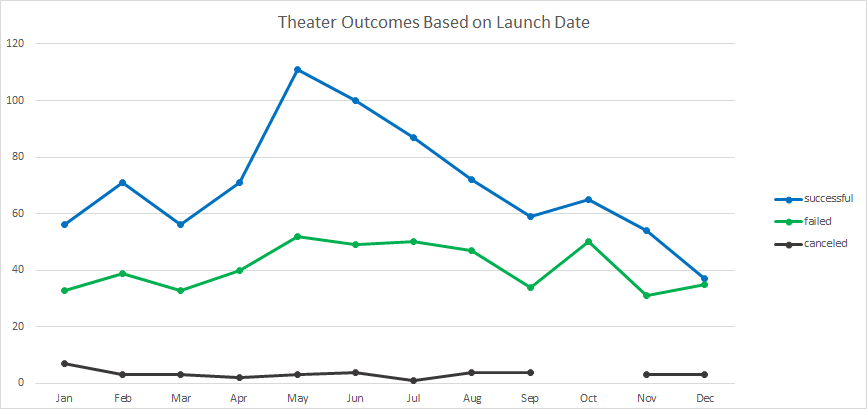 Theater Outcomes Based on Launch Date
120
100
80
60
40
20
0
Jan Feb Mar Apr May Jun Jul Aug Sep Oct Nov Dec
successful
failed
canceled